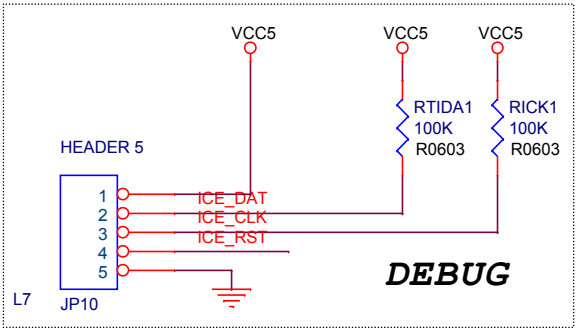 VCC5 VCC5 VCC5
RTIDA1 RICK1
100K 100K
R0603 R0603
HEADER 5
1
ICE_DAT
2
ICE_CLK
3
ICE_RST
4
5
DEBUG
L7 JP10